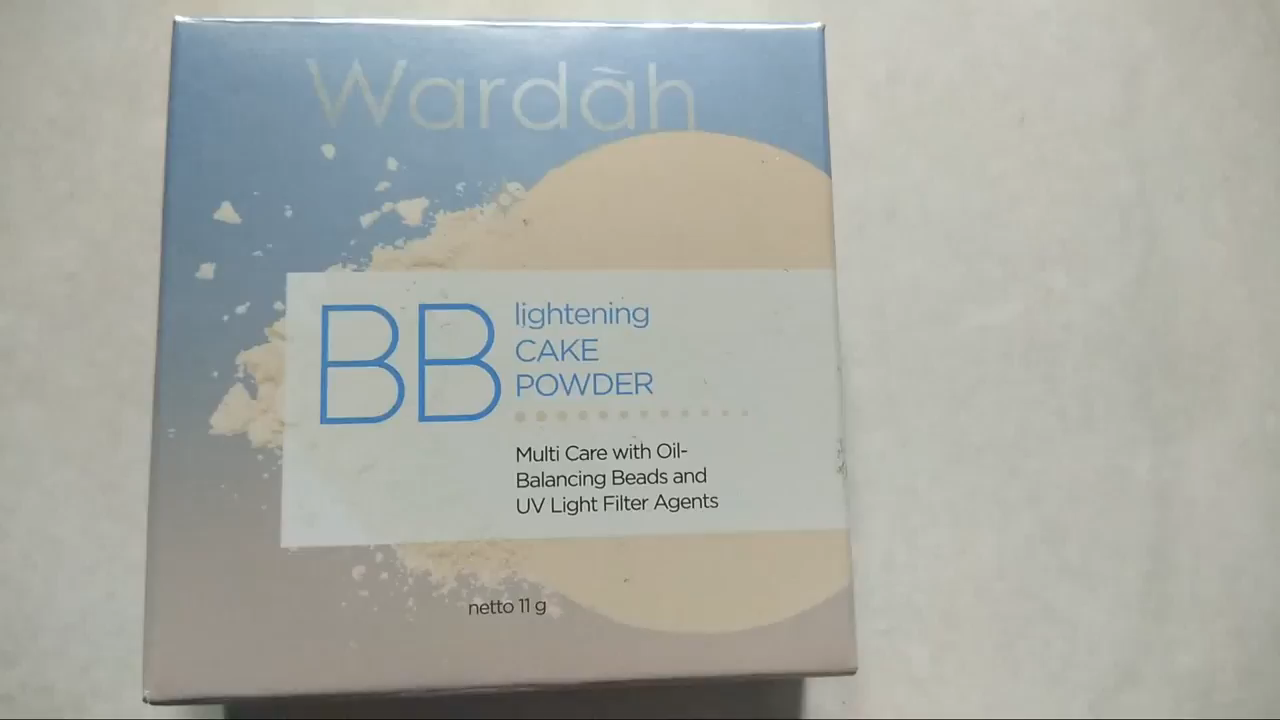 Wardah
BB
lightening
CAKE
POWDER
Multi Care with Oil-
Balancing Beads and
UV Light Filter Agents
netto 11 g